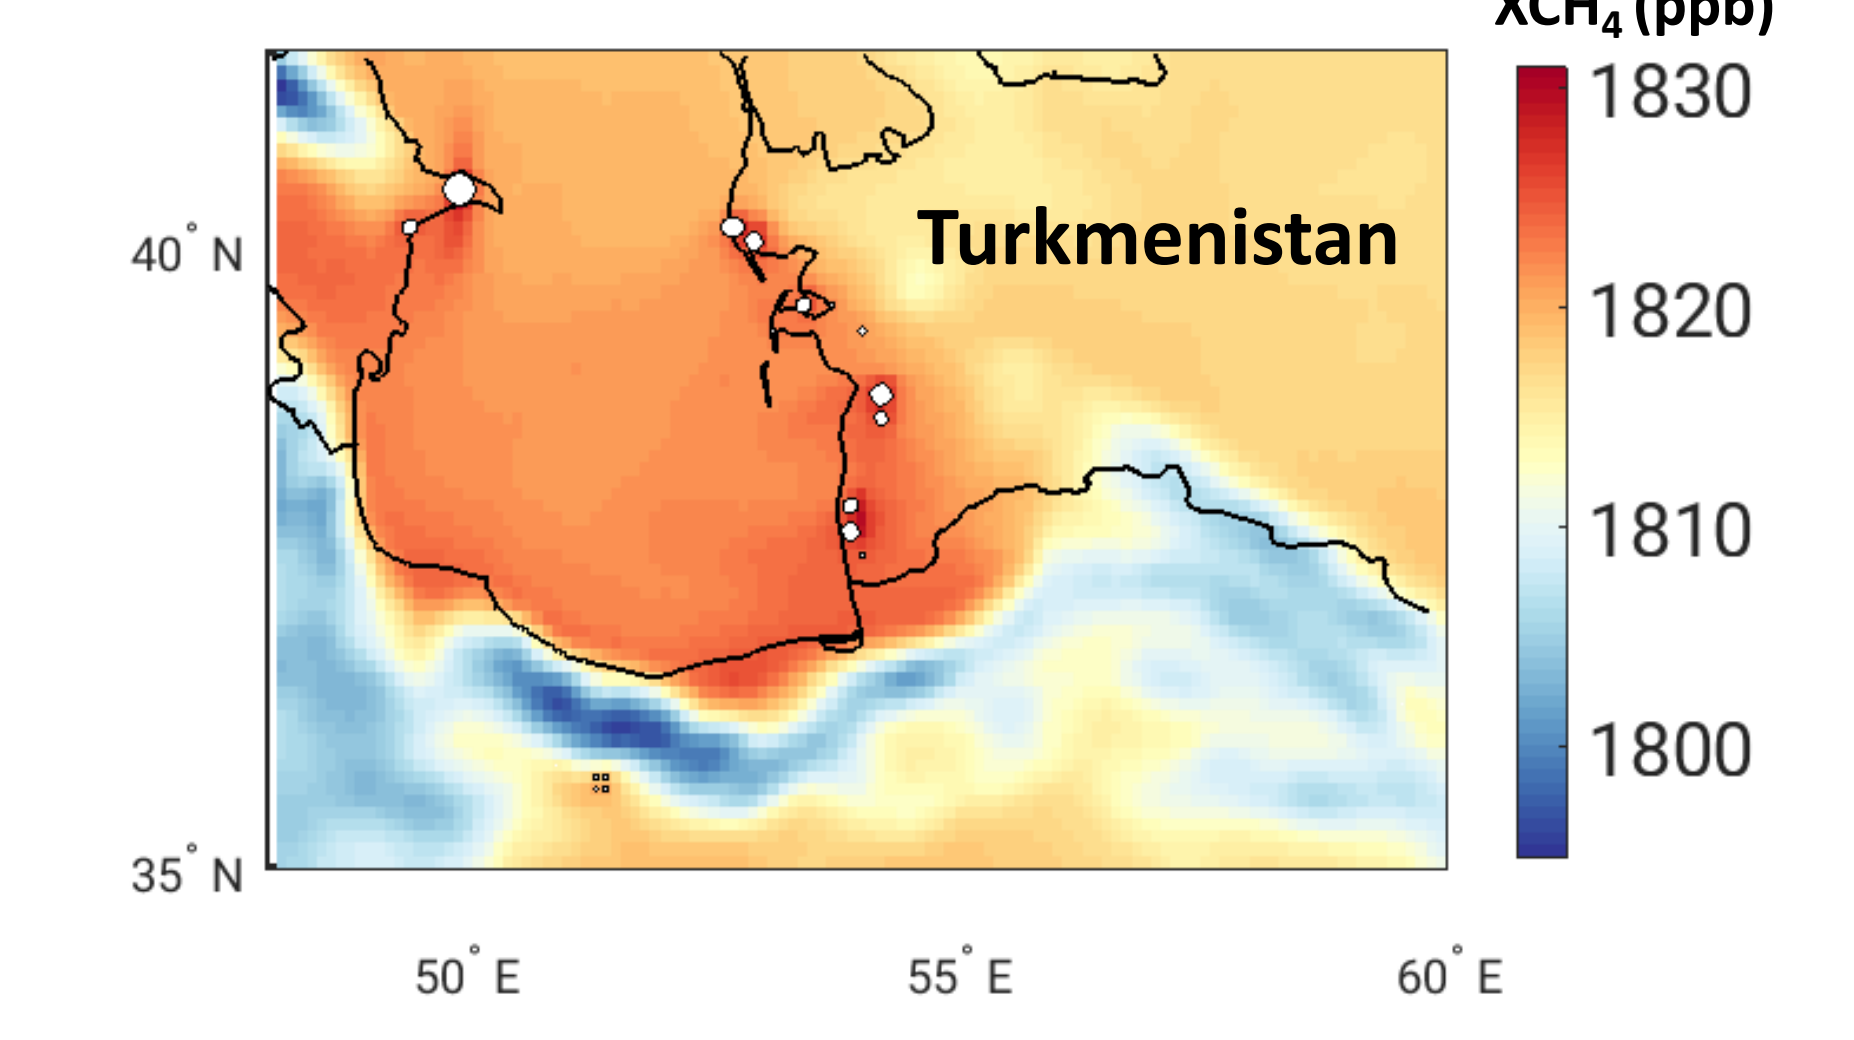 XCH₄ (ppb)
1830
Turkmenistan
40° N
1820
1810
1800
35° N
50° E
55° E
60° E